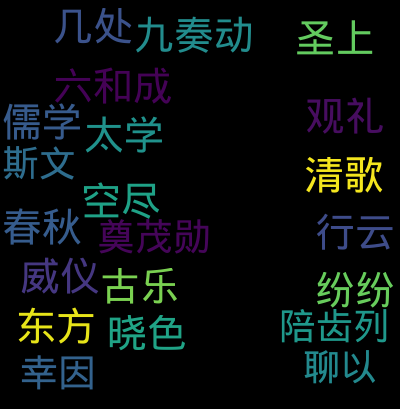 几处
九奏动
圣上
六和成
儒学
观礼
太学
斯文
清歌
空尽
春秋
奠茂勋
行云
威仪
古乐
纷纷
东方
晓色
陪齿列
聊以
幸因